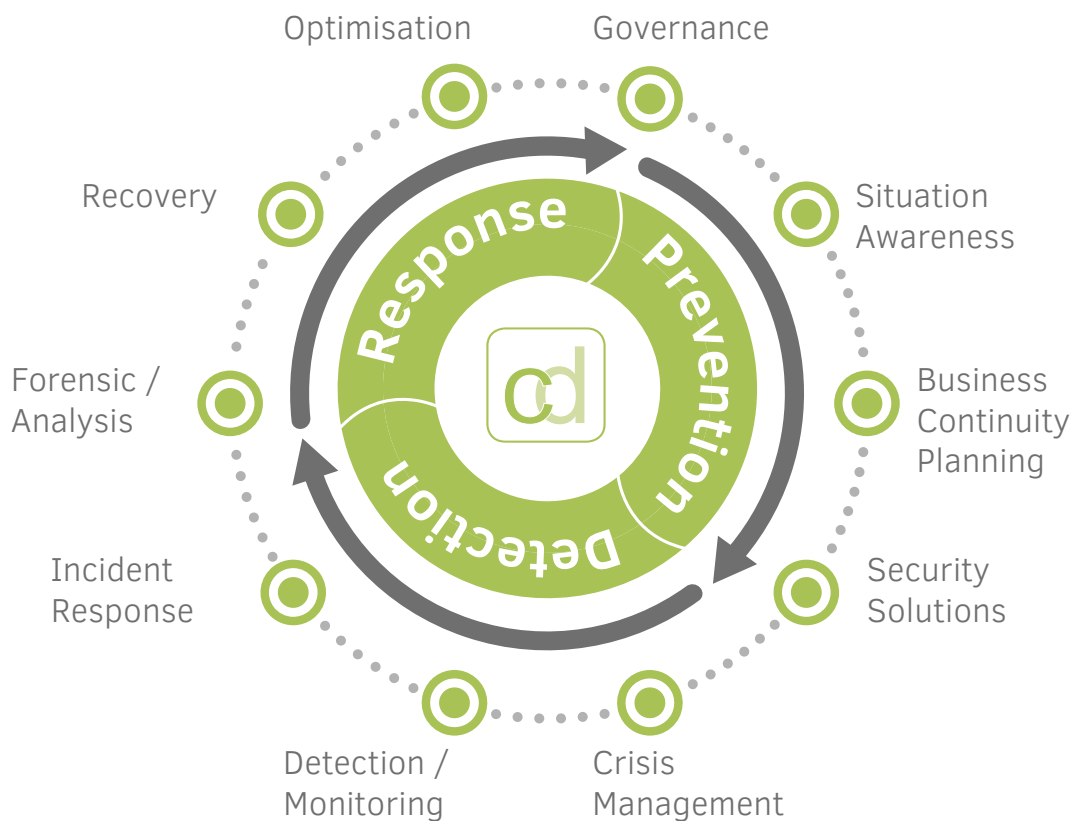 Optimisation
Governance
Recovery
Situation
Awareness
Response
Prevention
cd
Forensic /
Analysis
Business
Continuity
Planning
Detection
Incident
Response
Security
Solutions
Detection /
Monitoring
Crisis
Management